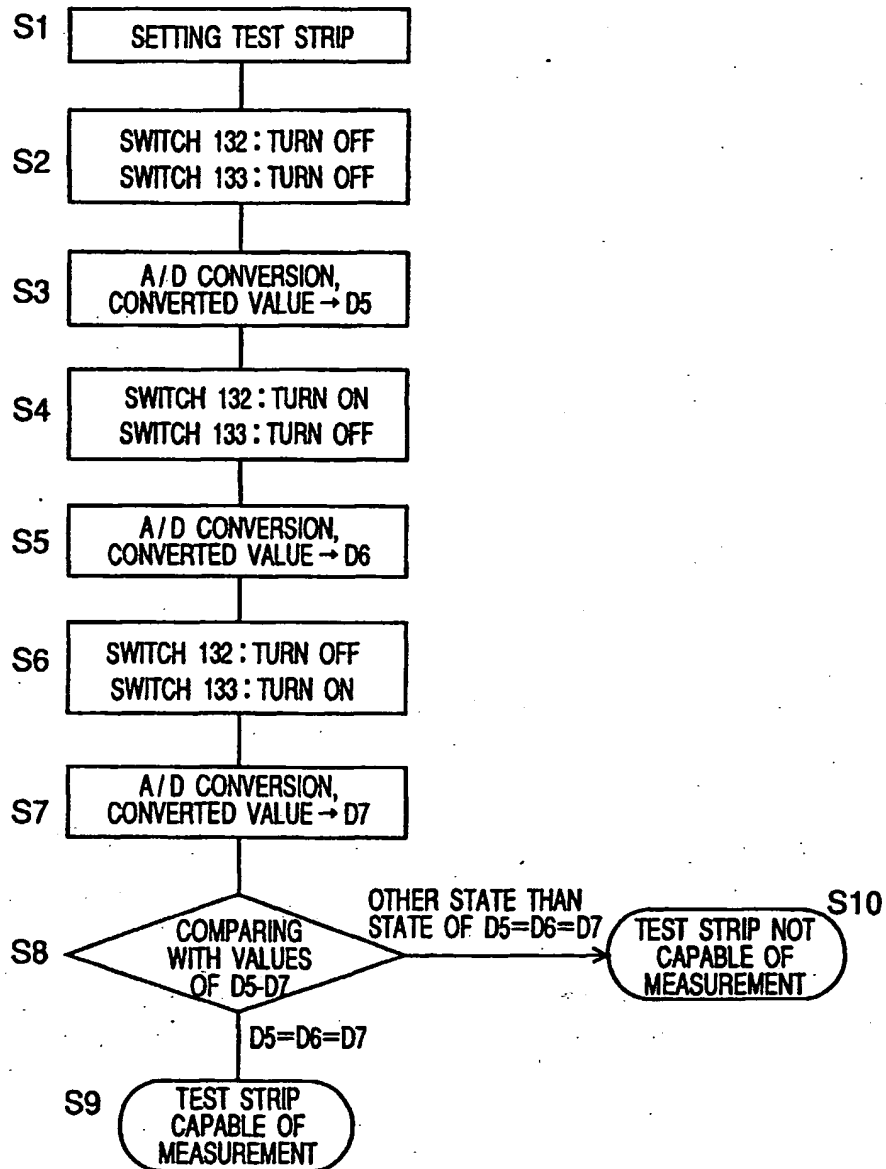 S1
SETTING TEST STRIP
S2
SWITCH 132 : TURN OFF
SWITCH 133 : TURN OFF
S3
A/D CONVERSION,
CONVERTED VALUE → D5
S4
SWITCH 132 : TURN ON
SWITCH 133 : TURN OFF
S5
A/D CONVERSION,
CONVERTED VALUE → D6
S6
SWITCH 132 : TURN OFF
SWITCH 133 : TURN ON
S7
A/D CONVERSION,
CONVERTED VALUE → D7
S8
COMPARING
WITH VALUES
OF D5-D7
OTHER STATE THAN
STATE OF D5=D6=D7
S10
TEST STRIP NOT
CAPABLE OF
MEASUREMENT
D5=D6=D7
S9
TEST STRIP
CAPABLE OF
MEASUREMENT